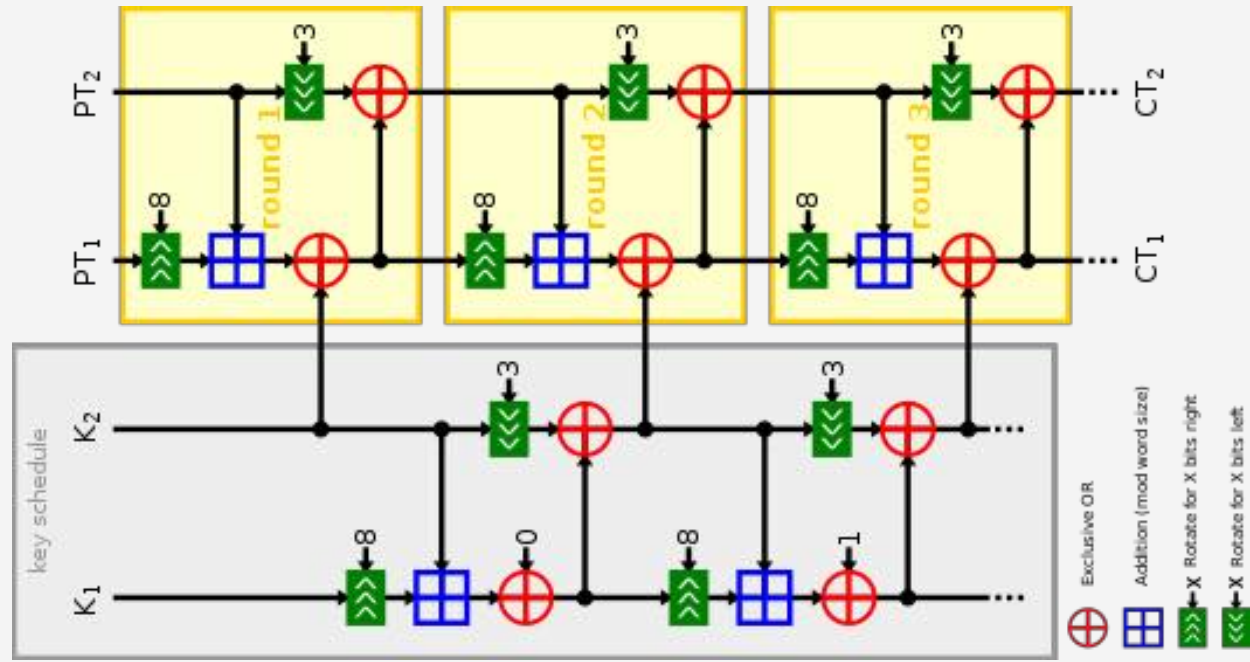 PT₁
PT₂
8
3
round 1
8
3
round 2
8
3
round 3
CT₁
CT₂
key schedule
K₁
K₂
8
0
3
8
1
3
Exclusive OR
Addition (mod word size)
X Rotate for X bits right
X Rotate for X bits left